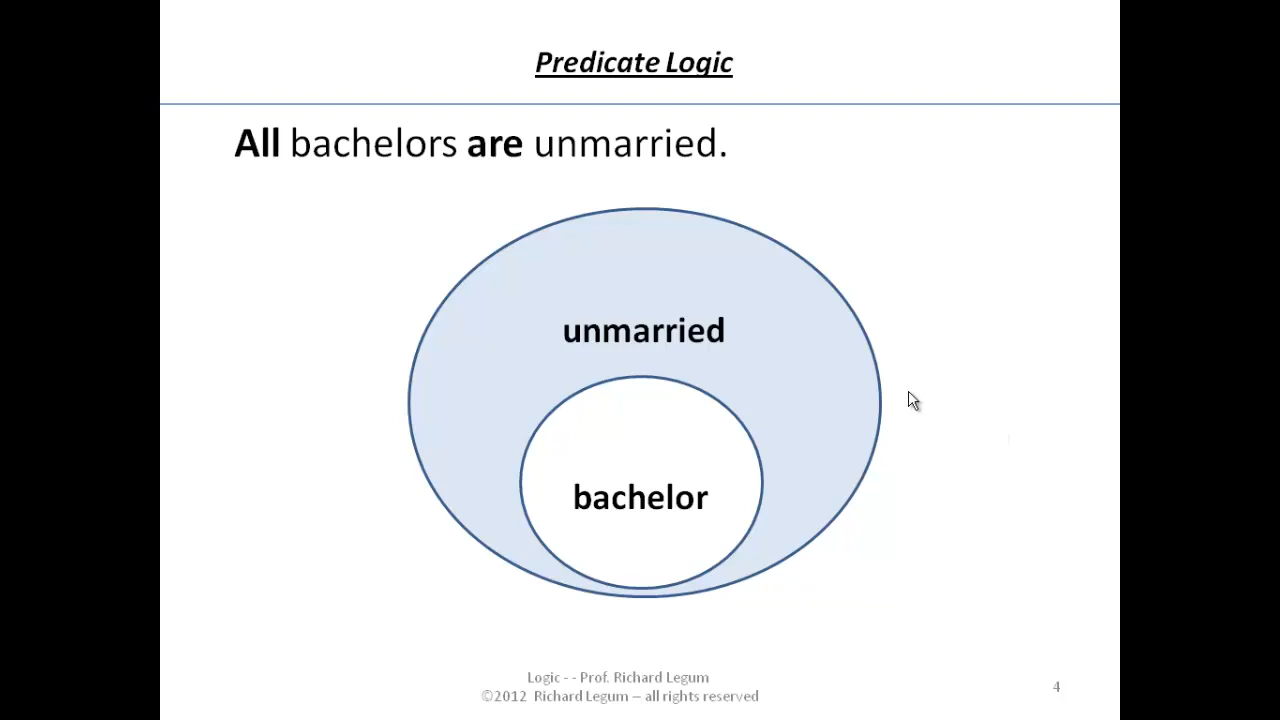 Predicate Logic
All bachelors are unmarried.
unmarried
bachelor
Logic - - Prof. Richard Legum
©2012 Richard Legum – all rights reserved
4